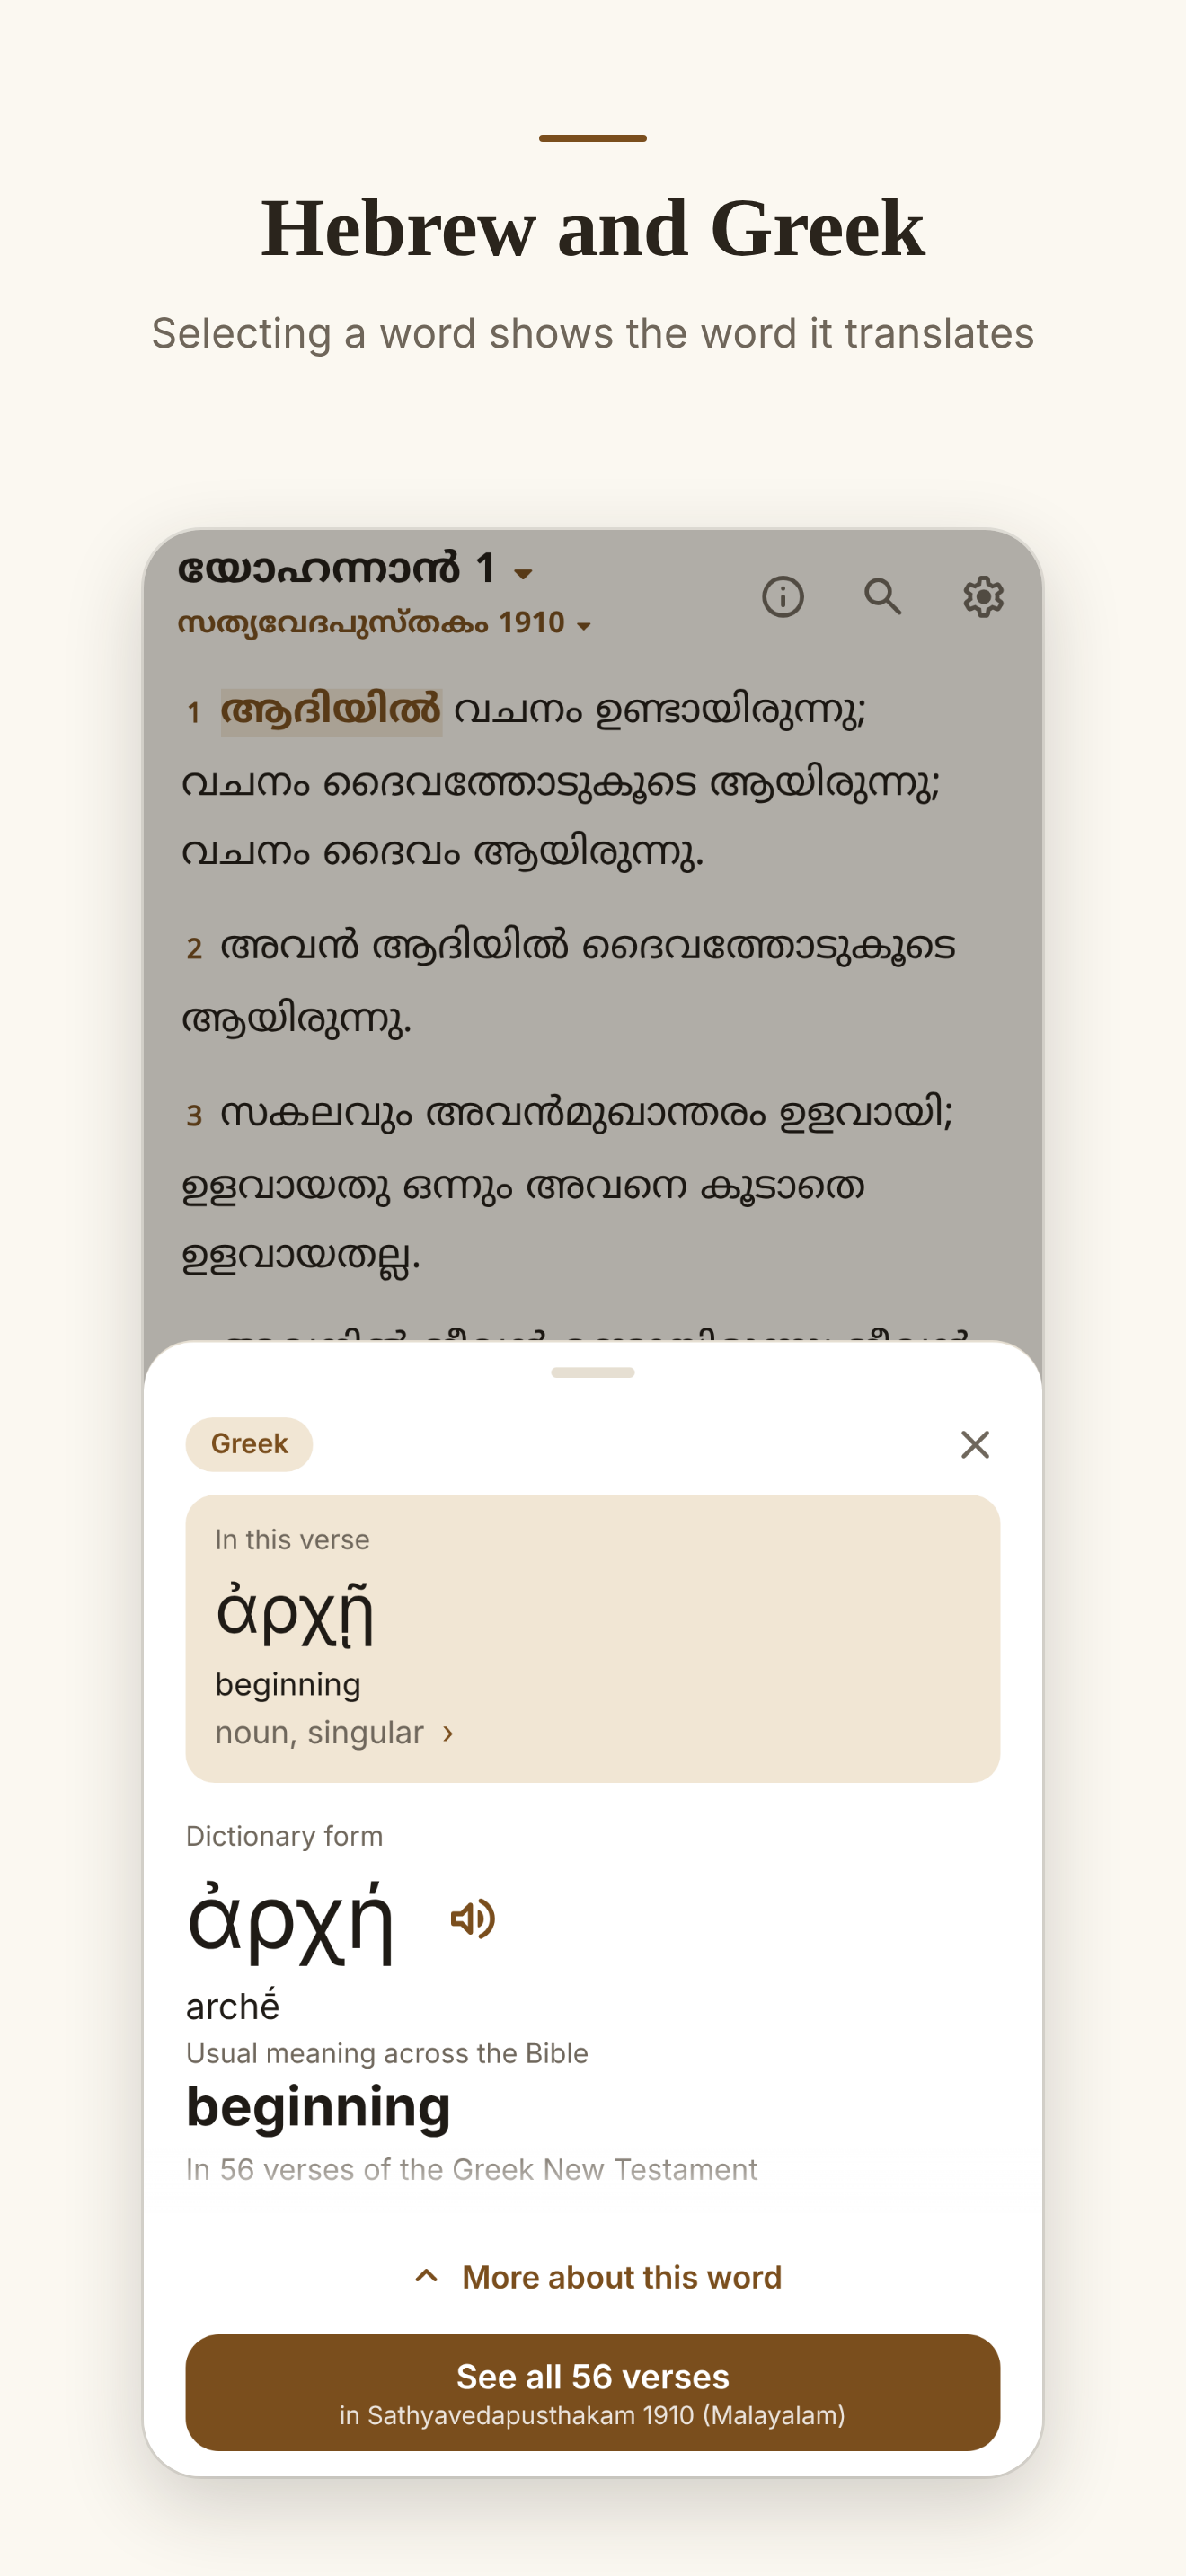 Hebrew and Greek
Selecting a word shows the word it translates
യോഹന്നാൻ 1
സത്യവേദപുസ്തകം 1910
1 ആദിയിൽ വചനം ഉണ്ടായിരുന്നു;
വചനം ദൈവത്തോടുകൂടെ ആയിരുന്നു;
വചനം ദൈവം ആയിരുന്നു.
2 അവൻ ആദിയിൽ ദൈവത്തോടുകൂടെ
ആയിരുന്നു.
3 സകലവും അവൻമുഖാന്തരം ഉളവായി;
ഉളവായതു ഒന്നും അവനെ കൂടാതെ
ഉളവായതല്ല.
Greek
In this verse
ἀρχῇ
beginning
noun, singular ›
Dictionary form
ἀρχή
archḗ
Usual meaning across the Bible
beginning
In 56 verses of the Greek New Testament
More about this word
See all 56 verses
in Sathyavedapusthakam 1910 (Malayalam)